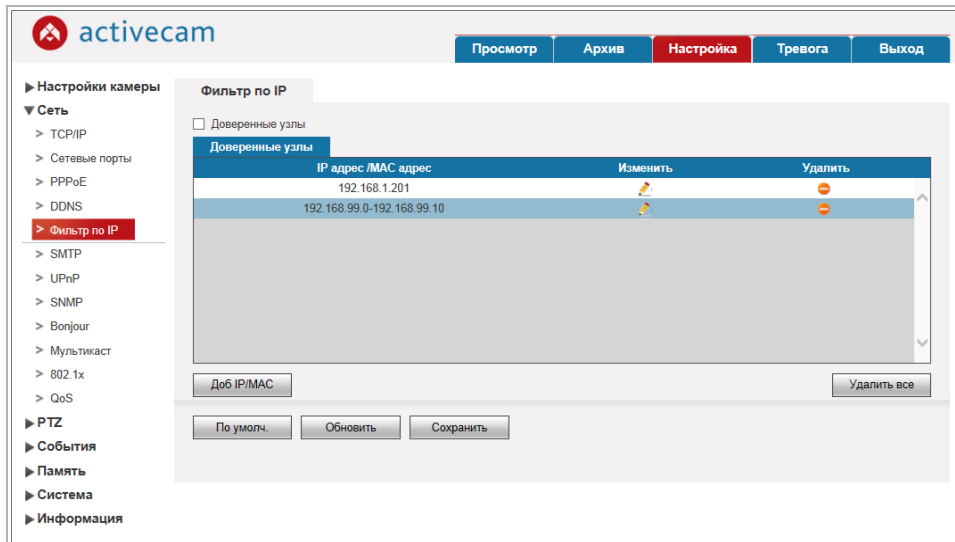 activecam
Просмотр Архив Настройка Тревога Выход
Настройки камеры
Сеть
> TCP/IP
> Сетевые порты
> PPPoE
> DDNS
> Фильтр по IP
> SMTP
> UPnP
> SNMP
> Bonjour
> Мультикаст
> 802.1x
> QoS
PTZ
События
Память
Система
Информация
Фильтр по IP
Доверенные узлы
Доверенные узлы
IP адрес /MAC адрес Изменить Удалить
192.168.1.201
192.168.99.0-192.168.99.10
Доб IP/MAC Удалить все
По умолч. Обновить Сохранить